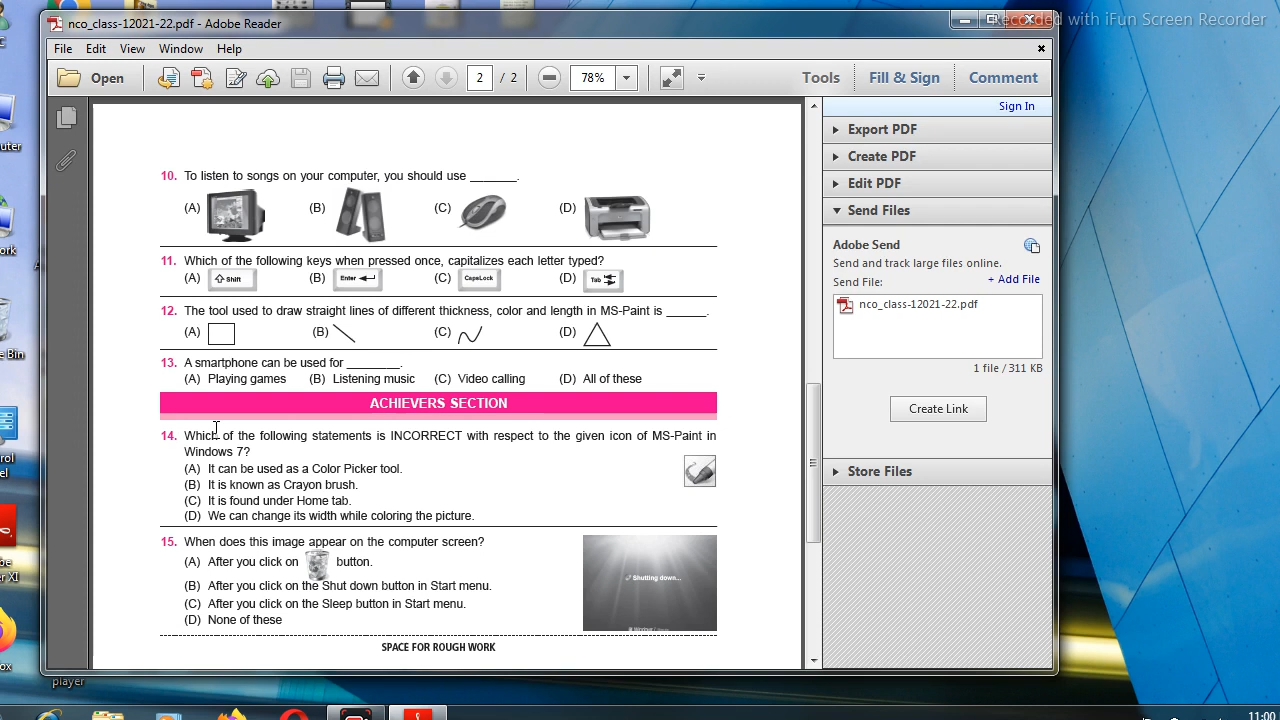 nco_class-12021-22.pdf - Adobe Reader
Recorded with iFun Screen Recorder
File Edit View Window Help
Open 2 / 2 78% Tools Fill & Sign Comment
Sign In
Export PDF
Create PDF
Edit PDF
Send Files
Adobe Send
Send and track large files online.
Send File: + Add File
nco_class-12021-22.pdf
1 file / 311 KB
Create Link
Store Files
10. To listen to songs on your computer, you should use _______.
(A) (B) (C) (D)
11. Which of the following keys when pressed once, capitalizes each letter typed?
(A) Shift (B) Enter (C) CapsLock (D) Tab
12. The tool used to draw straight lines of different thickness, color and length in MS-Paint is ______.
(A) (B) (C) (D)
13. A smartphone can be used for ________.
(A) Playing games (B) Listening music (C) Video calling (D) All of these
ACHIEVERS SECTION
14. Which of the following statements is INCORRECT with respect to the given icon of MS-Paint in
Windows 7?
(A) It can be used as a Color Picker tool.
(B) It is known as Crayon brush.
(C) It is found under Home tab.
(D) We can change its width while coloring the picture.
15. When does this image appear on the computer screen?
(A) After you click on button.
(B) After you click on the Shut down button in Start menu.
(C) After you click on the Sleep button in Start menu.
(D) None of these
Shutting down...
SPACE FOR ROUGH WORK
player
11:00